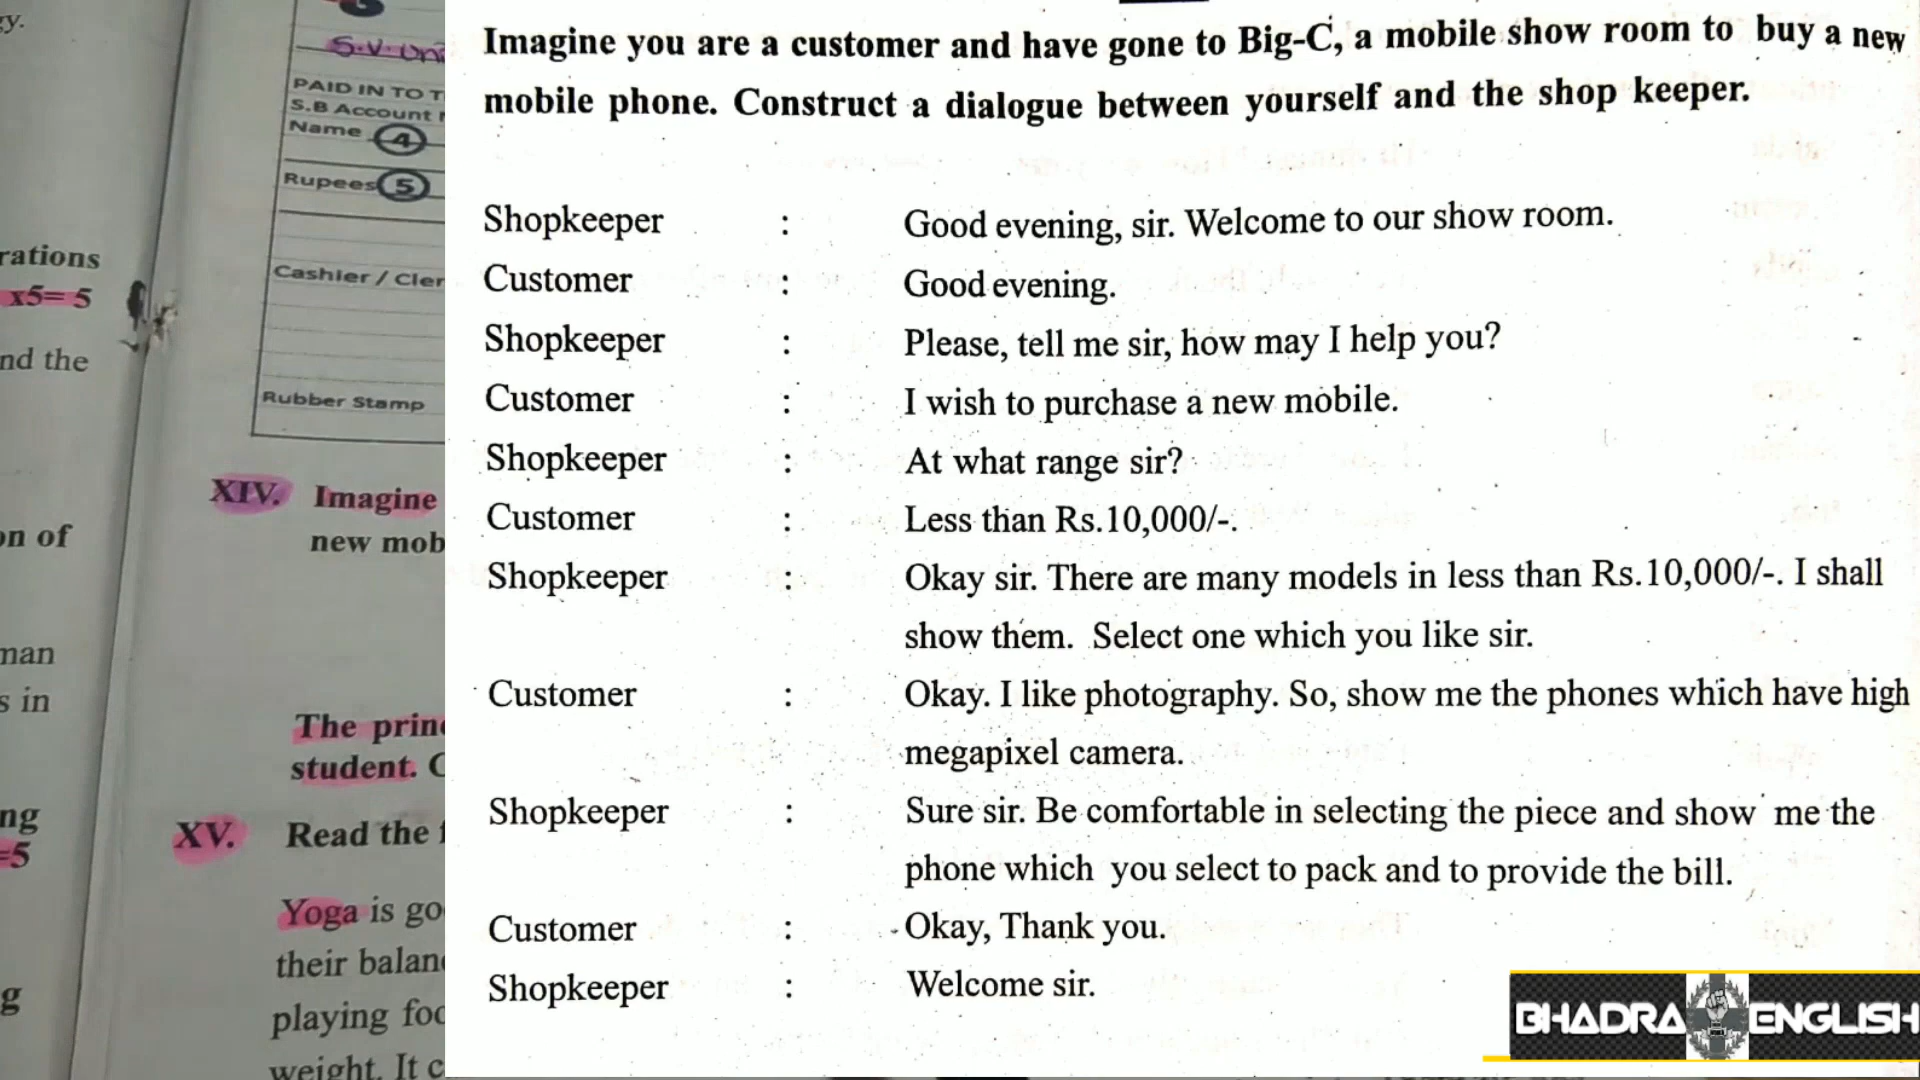 gy.
rations
x5= 5
nd the
on of
man
s in
ng
=5
g
S.V. Uni
PAID IN TO T
S.B Account
Name 4
Rupees 5
Cashier / Cler
Rubber Stamp
XIV. Imagine
new mob
The prin
student.
XV. Read the
Yoga is go
their balan
playing foo
weight. It c
Imagine you are a customer and have gone to Big-C, a mobile show room to buy a new
mobile phone. Construct a dialogue between yourself and the shop keeper.
Shopkeeper : Good evening, sir. Welcome to our show room.
Customer : Good evening.
Shopkeeper : Please, tell me sir, how may I help you?
Customer : I wish to purchase a new mobile.
Shopkeeper : At what range sir?
Customer : Less than Rs.10,000/-.
Shopkeeper : Okay sir. There are many models in less than Rs.10,000/-. I shall
show them. Select one which you like sir.
Customer : Okay. I like photography. So, show me the phones which have high
megapixel camera.
Shopkeeper : Sure sir. Be comfortable in selecting the piece and show me the
phone which you select to pack and to provide the bill.
Customer : Okay, Thank you.
Shopkeeper : Welcome sir.
BHADRA ENGLISH